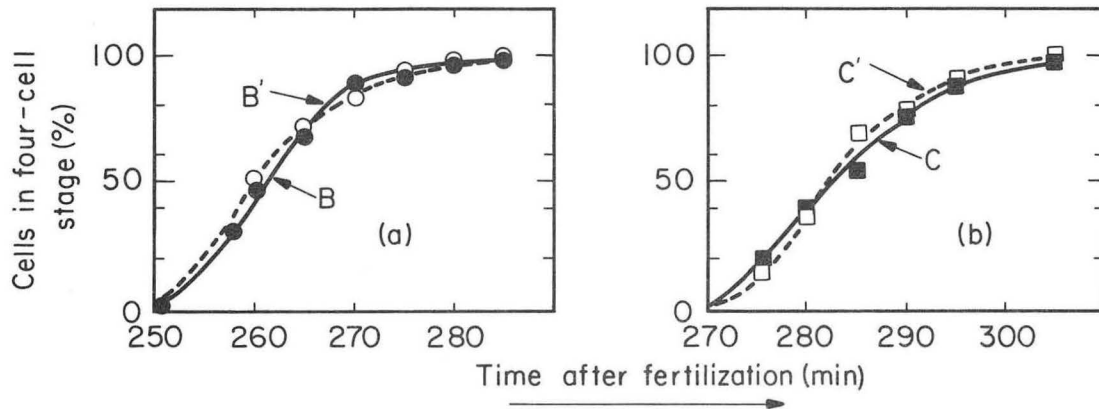 Cells in four-cell
stage (%)
100
50
0
B'
B
(a)
250 260 270 280
100
50
0
C'
C
(b)
270 280 290 300
Time after fertilization (min)